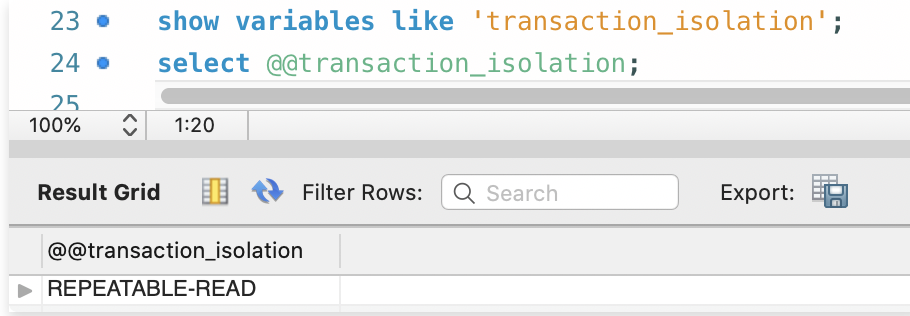 23 show variables like 'transaction_isolation';
24 select @@transaction_isolation;
25
100% 1:20
Result Grid Filter Rows: Search Export:
@@transaction_isolation
REPEATABLE-READ